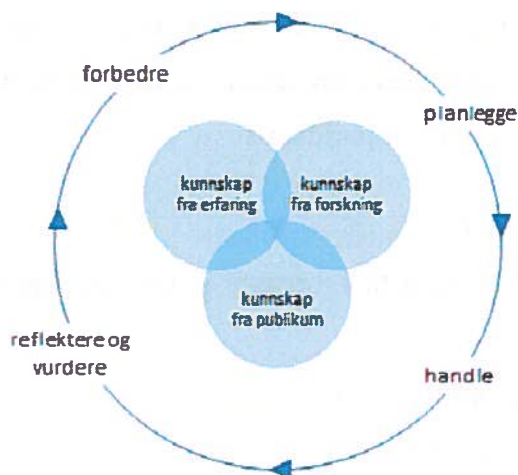 forbedre
planlegge
kunnskap
fra erfaring
kunnskap
fra forskning
kunnskap
fra publikum
reflektere og
vurdere
handle